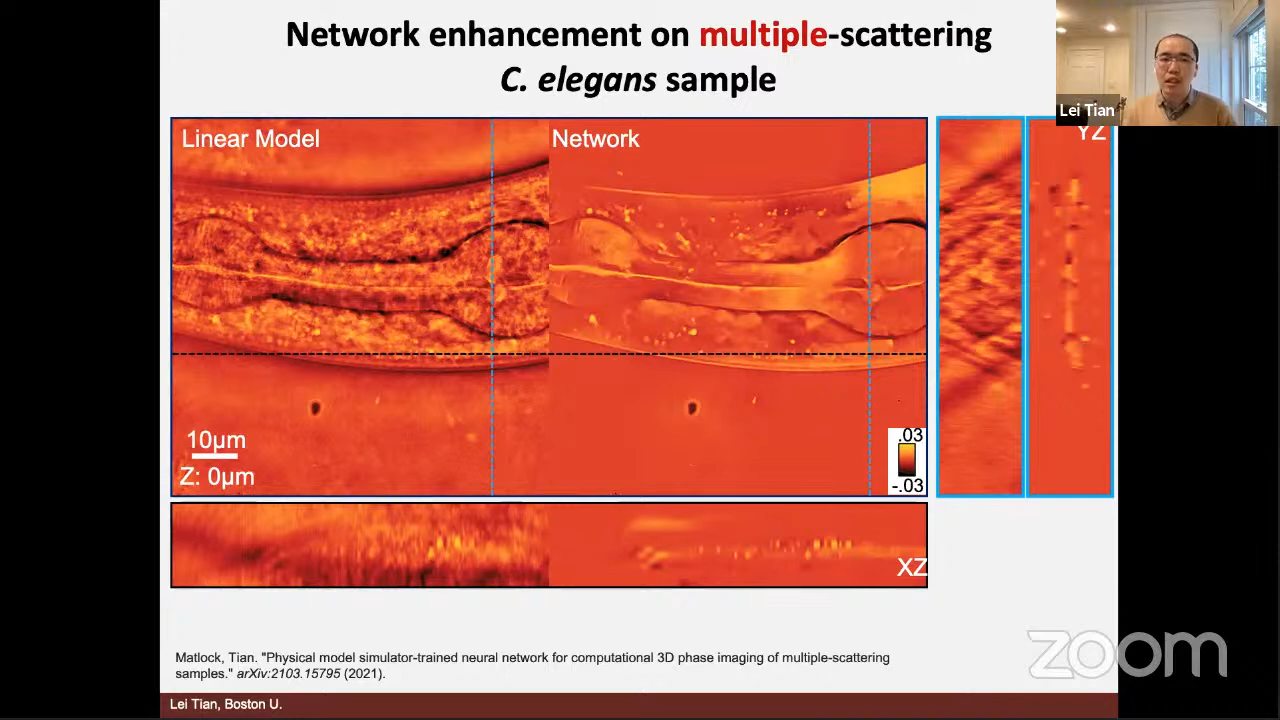 Network enhancement on multiple-scattering
C. elegans sample
Lei Tian
Linear Model
Network
YZ
10µm
Z: 0µm
.03
-.03
XZ
Matlock, Tian. "Physical model simulator-trained neural network for computational 3D phase imaging of multiple-scattering
samples." arXiv:2103.15795 (2021).
zoom
Lei Tian, Boston U.